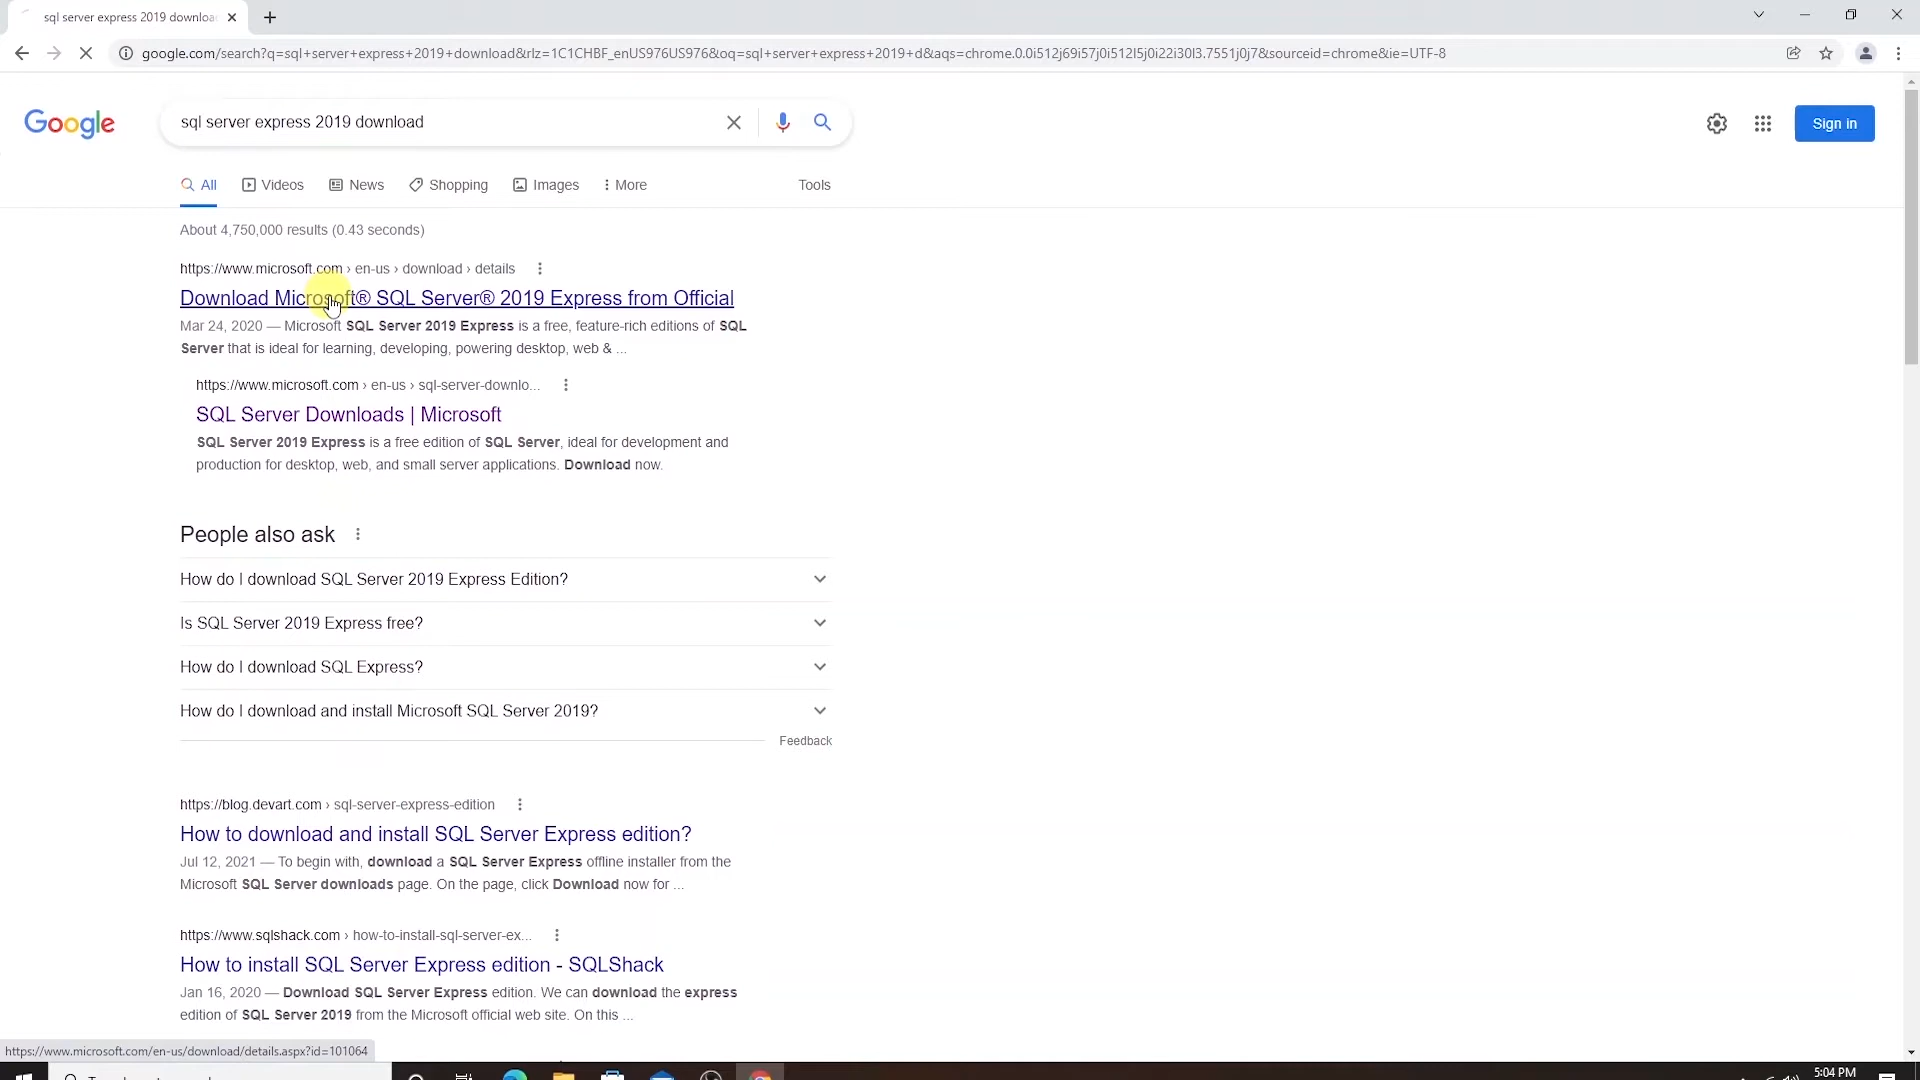 sql server express 2019 downloa
google.com/search?q=sql+server+express+2019+download&rlz=1C1CHBF_enUS976US976&oq=sql+server+express+2019+d&aqs=chrome.0.0i512j69i57j0i512l5j0i22i30l3.7551j0j7&sourceid=chrome&ie=UTF-8
Google
sql server express 2019 download
Sign in
All
Videos
News
Shopping
Images
More
Tools
About 4,750,000 results (0.43 seconds)
https://www.microsoft.com › en-us › download › details
Download Microsoft® SQL Server® 2019 Express from Official
Mar 24, 2020 — Microsoft SQL Server 2019 Express is a free, feature-rich editions of SQL
Server that is ideal for learning, developing, powering desktop, web & ...
https://www.microsoft.com › en-us › sql-server-downlo...
SQL Server Downloads | Microsoft
SQL Server 2019 Express is a free edition of SQL Server, ideal for development and
production for desktop, web, and small server applications. Download now.
People also ask
How do I download SQL Server 2019 Express Edition?
Is SQL Server 2019 Express free?
How do I download SQL Express?
How do I download and install Microsoft SQL Server 2019?
Feedback
https://blog.devart.com › sql-server-express-edition
How to download and install SQL Server Express edition?
Jul 12, 2021 — To begin with, download a SQL Server Express offline installer from the
Microsoft SQL Server downloads page. On the page, click Download now for ...
https://www.sqlshack.com › how-to-install-sql-server-ex...
How to install SQL Server Express edition - SQLShack
Jan 16, 2020 — Download SQL Server Express edition. We can download the express
edition of SQL Server 2019 from the Microsoft official web site. On this ...
https://www.microsoft.com/en-us/download/details.aspx?id=101064
5:04 PM